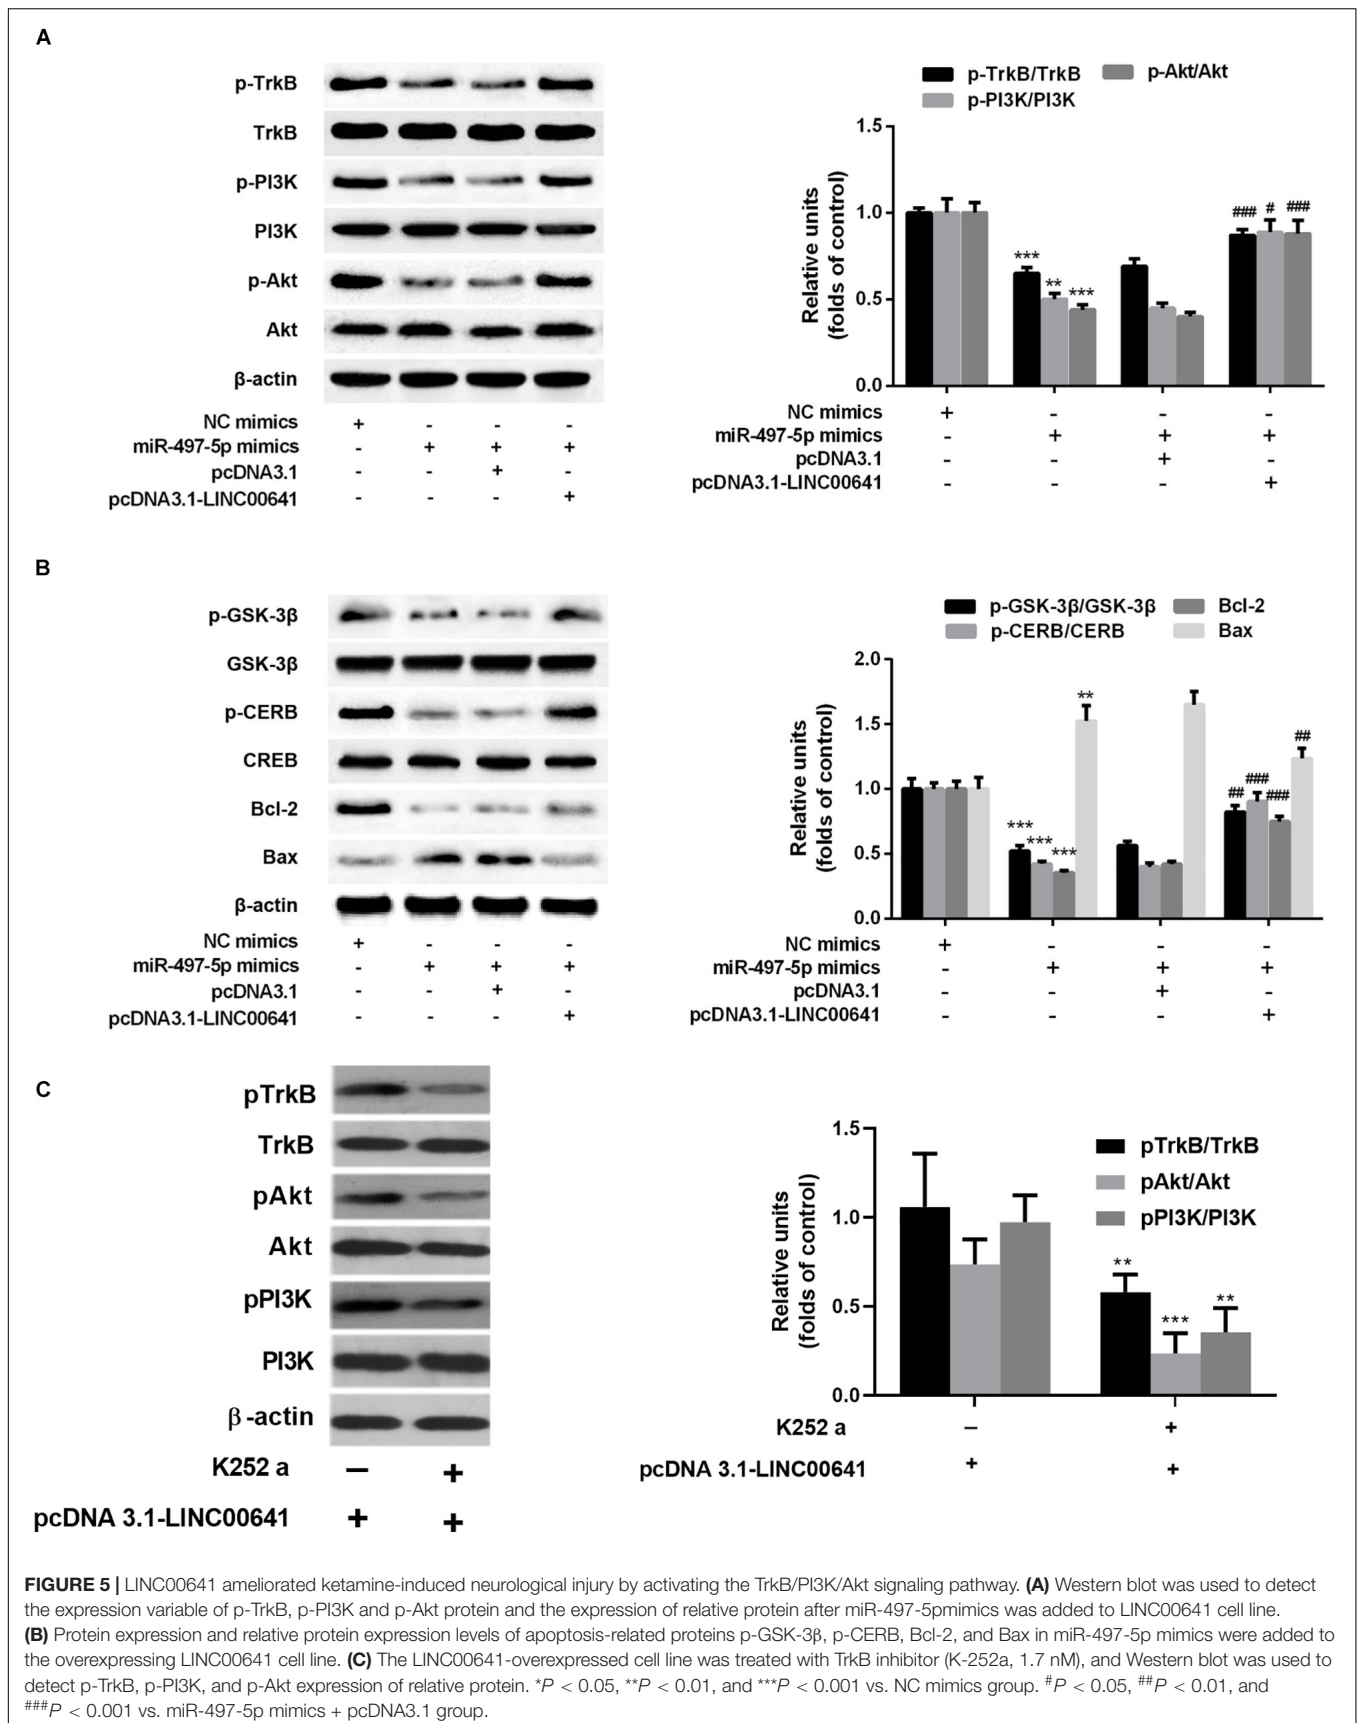 A
p-TrkB
TrkB
p-PI3K
PI3K
p-Akt
Akt
β-actin
NC mimics + - - -
miR-497-5p mimics - + + +
pcDNA3.1 - - + -
pcDNA3.1-LINC00641 - - - +
p-TrkB/TrkB p-Akt/Akt
p-PI3K/PI3K
Relative units
(folds of control)
1.5
1.0
0.5
0.0
*** ** ***
### # ###
NC mimics + - - -
miR-497-5p mimics - + + +
pcDNA3.1 - - + -
pcDNA3.1-LINC00641 - - - +
B
p-GSK-3β
GSK-3β
p-CERB
CREB
Bcl-2
Bax
β-actin
NC mimics + - - -
miR-497-5p mimics - + + +
pcDNA3.1 - - + -
pcDNA3.1-LINC00641 - - - +
p-GSK-3β/GSK-3β Bcl-2
p-CERB/CERB Bax
Relative units
(folds of control)
2.0
1.5
1.0
0.5
0.0
*** *** *** **
## ### ### ##
NC mimics + - - -
miR-497-5p mimics - + + +
pcDNA3.1 - - + -
pcDNA3.1-LINC00641 - - - +
C
pTrkB
TrkB
pAkt
Akt
pPI3K
PI3K
β-actin
K252 a − +
pcDNA 3.1-LINC00641 + +
pTrkB/TrkB
pAkt/Akt
pPI3K/PI3K
Relative units
(folds of control)
1.5
1.0
0.5
0.0
** *** **
K252 a − +
pcDNA 3.1-LINC00641 + +
FIGURE 5 | LINC00641 ameliorated ketamine-induced neurological injury by activating the TrkB/PI3K/Akt signaling pathway. (A) Western blot was used to detect
the expression variable of p-TrkB, p-PI3K and p-Akt protein and the expression of relative protein after miR-497-5pmimics was added to LINC00641 cell line.
(B) Protein expression and relative protein expression levels of apoptosis-related proteins p-GSK-3β, p-CERB, Bcl-2, and Bax in miR-497-5p mimics were added to
the overexpressing LINC00641 cell line. (C) The LINC00641-overexpressed cell line was treated with TrkB inhibitor (K-252a, 1.7 nM), and Western blot was used to
detect p-TrkB, p-PI3K, and p-Akt expression of relative protein. *P < 0.05, **P < 0.01, and ***P < 0.001 vs. NC mimics group. #P < 0.05, ##P < 0.01, and
###P < 0.001 vs. miR-497-5p mimics + pcDNA3.1 group.